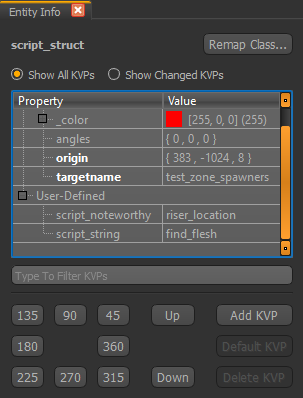 Entity Info
script_struct Remap Class...
Show All KVPs Show Changed KVPs
Property Value
_color [255, 0, 0] (255)
angles { 0 , 0 , 0 }
origin { 383 , -1024 , 8 }
targetname test_zone_spawners
User-Defined
script_noteworthy riser_location
script_string find_flesh
Type To Filter KVPs
135 90 45 Up Add KVP
180 360 Default KVP
225 270 315 Down Delete KVP